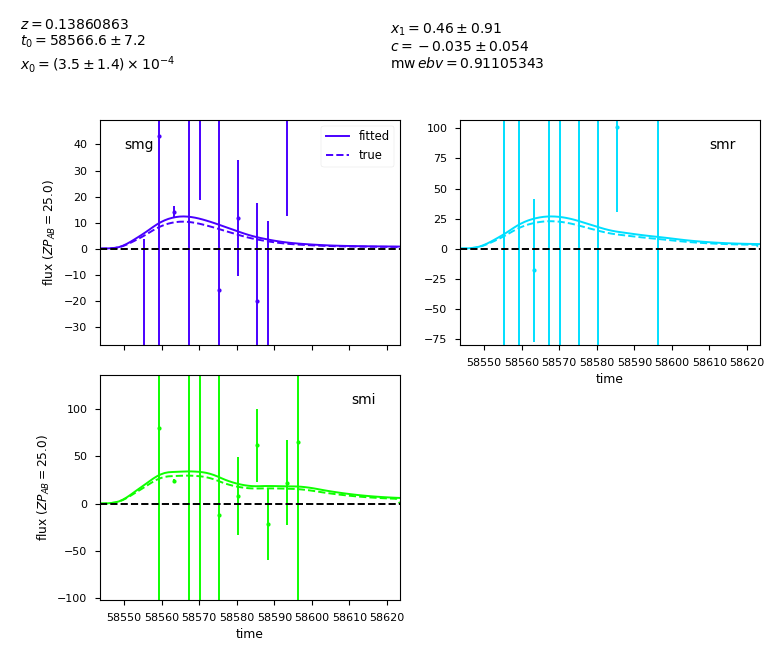 z = 0.13860863
t₀ = 58566.6 ± 7.2
x₀ = (3.5 ± 1.4) × 10⁻⁴
x₁ = 0.46 ± 0.91
c = −0.035 ± 0.054
mw ebv = 0.91105343
smg
fitted
true
40
30
20
10
0
−10
−20
−30
flux (ZP_AB = 25.0)
smr
100
75
50
25
0
−25
−50
−75
58550 58560 58570 58580 58590 58600 58610 58620
time
smi
100
50
0
−50
−100
flux (ZP_AB = 25.0)
58550 58560 58570 58580 58590 58600 58610 58620
time